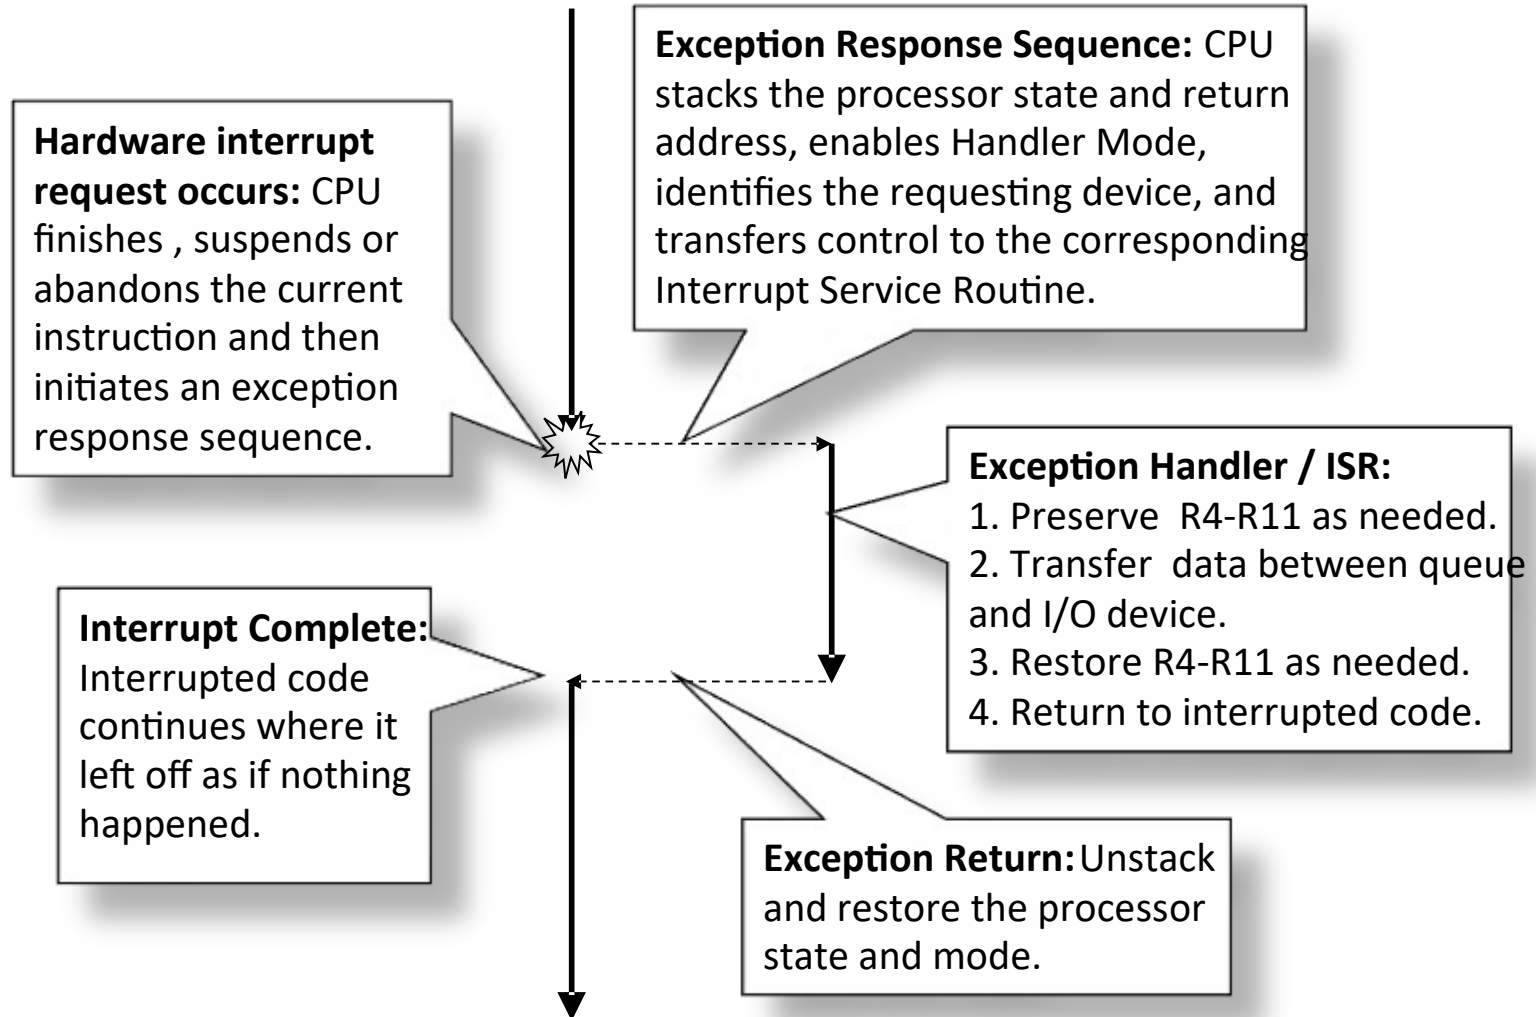 Hardware interrupt
request occurs: CPU
finishes , suspends or
abandons the current
instruction and then
initiates an exception
response sequence.
Exception Response Sequence: CPU
stacks the processor state and return
address, enables Handler Mode,
identifies the requesting device, and
transfers control to the corresponding
Interrupt Service Routine.
Exception Handler / ISR:
1. Preserve R4-R11 as needed.
2. Transfer data between queue
and I/O device.
3. Restore R4-R11 as needed.
4. Return to interrupted code.
Interrupt Complete:
Interrupted code
continues where it
left off as if nothing
happened.
Exception Return: Unstack
and restore the processor
state and mode.